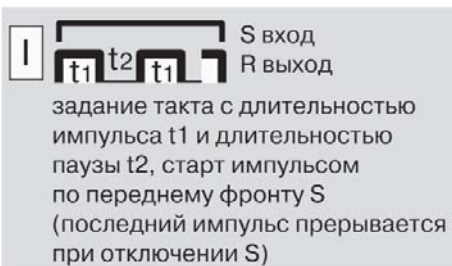 I
S вход
t1 t2 t1
R выход
задание такта с длительностью
импульса t1 и длительностью
паузы t2, старт импульсом
по переднему фронту S
(последний импульс прерывается
при отключении S)